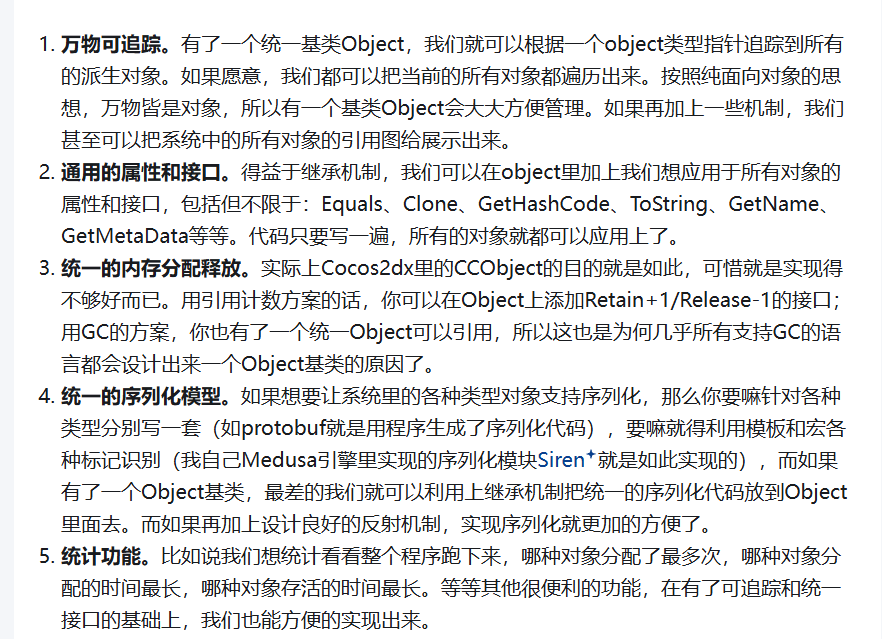 1. 万物可追踪。有了一个统一基类Object，我们就可以根据一个object类型指针追踪到所有
的派生对象。如果愿意，我们都可以把当前的所有对象都遍历出来。按照纯面向对象的思
想，万物皆是对象，所以有一个基类Object会大大方便管理。如果再加上一些机制，我们
甚至可以把系统中的所有对象的引用图给展示出来。
2. 通用的属性和接口。得益于继承机制，我们可以在object里加上我们想应用于所有对象的
属性和接口，包括但不限于：Equals、Clone、GetHashCode、ToString、GetName、
GetMetaData等等。代码只要写一遍，所有的对象就都可以应用上了。
3. 统一的内存分配释放。实际上Cocos2dx里的CCObject的目的就是如此，可惜就是实现得
不够好而已。用引用计数方案的话，你可以在Object上添加Retain+1/Release-1的接口；
用GC的方案，你也有了一个统一Object可以引用，所以这也是为何几乎所有支持GC的语
言都会设计出来一个Object基类的原因了。
4. 统一的序列化模型。如果想要让系统里的各种类型对象支持序列化，那么你要嘛针对各种
类型分别写一套（如protobuf就是用程序生成了序列化代码），要嘛就得利用模板和宏各
种标记识别（我自己Medusa引擎里实现的序列化模块Siren就是如此实现的），而如果
有了一个Object基类，最差的我们就可以利用上继承机制把统一的序列化代码放到Object
里面去。而如果再加上设计良好的反射机制，实现序列化就更加的方便了。
5. 统计功能。比如说我们想统计看看整个程序跑下来，哪种对象分配了最多次，哪种对象分
配的时间最长，哪种对象存活的时间最长。等等其他很便利的功能，在有了可追踪和统一
接口的基础上，我们也能方便的实现出来。